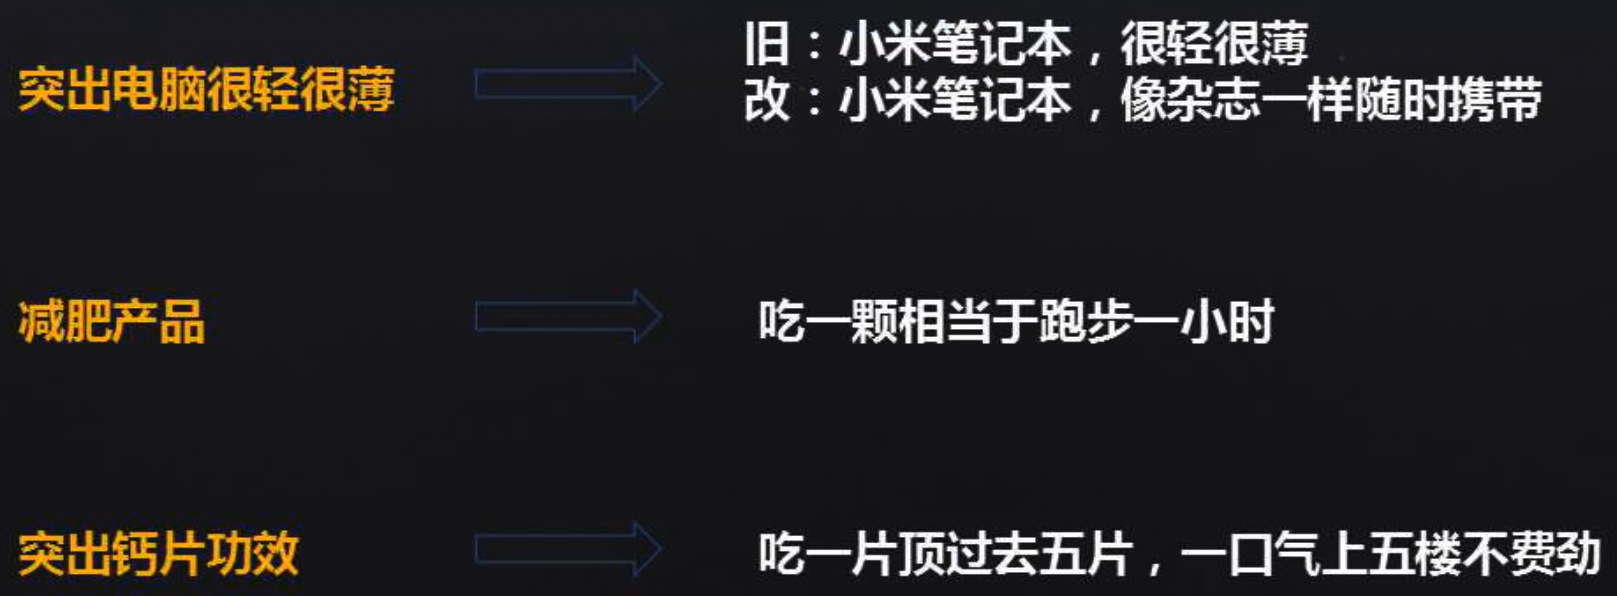 旧：小米笔记本，很轻很薄
突出电脑很轻很薄
改：小米笔记本，像杂志一样随时携带
减肥产品
吃一颗相当于跑步一小时
突出钙片功效
吃一片顶过去五片，一口气上五楼不费劲